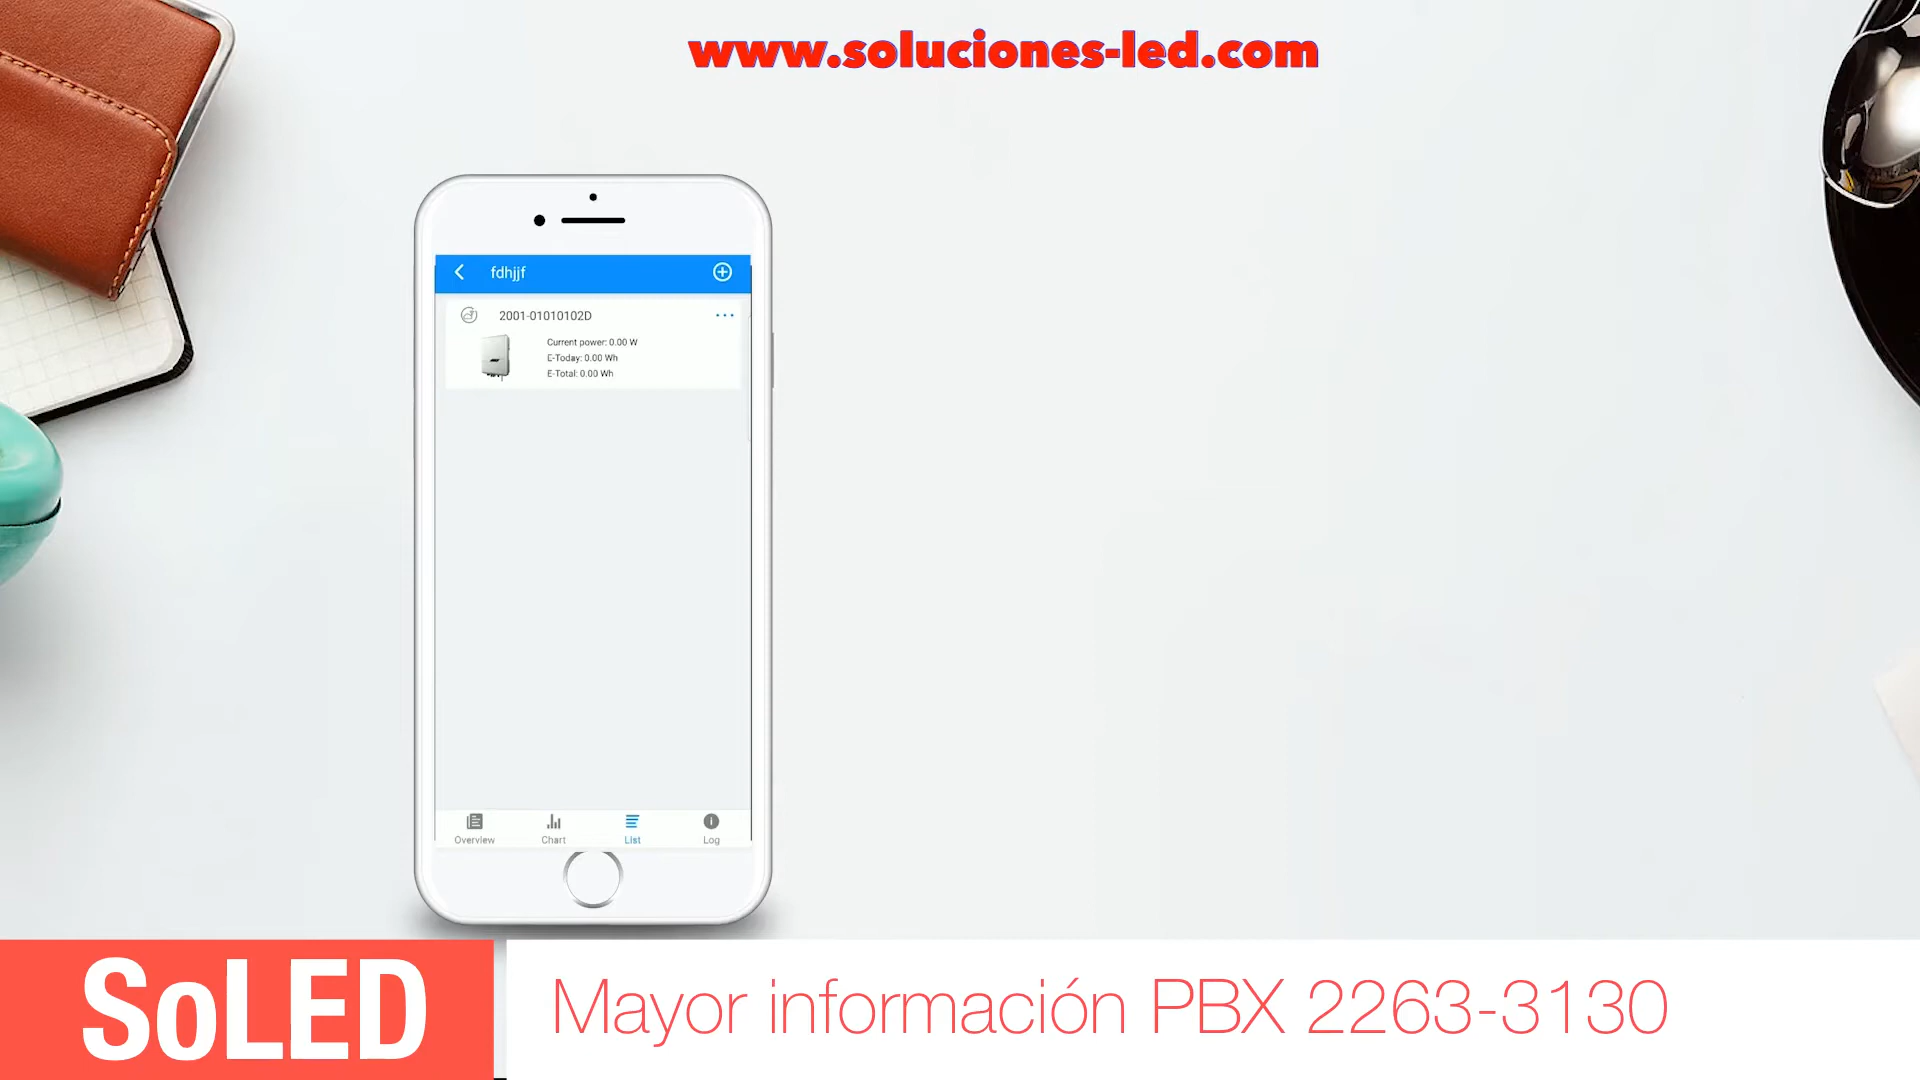 www.soluciones-led.com
fdhjjf
2001-01010102D
Current power: 0.00 W
E-Today: 0.00 Wh
E-Total: 0.00 Wh
Overview
Chart
List
Log
SoLED
Mayor información PBX 2263-3130